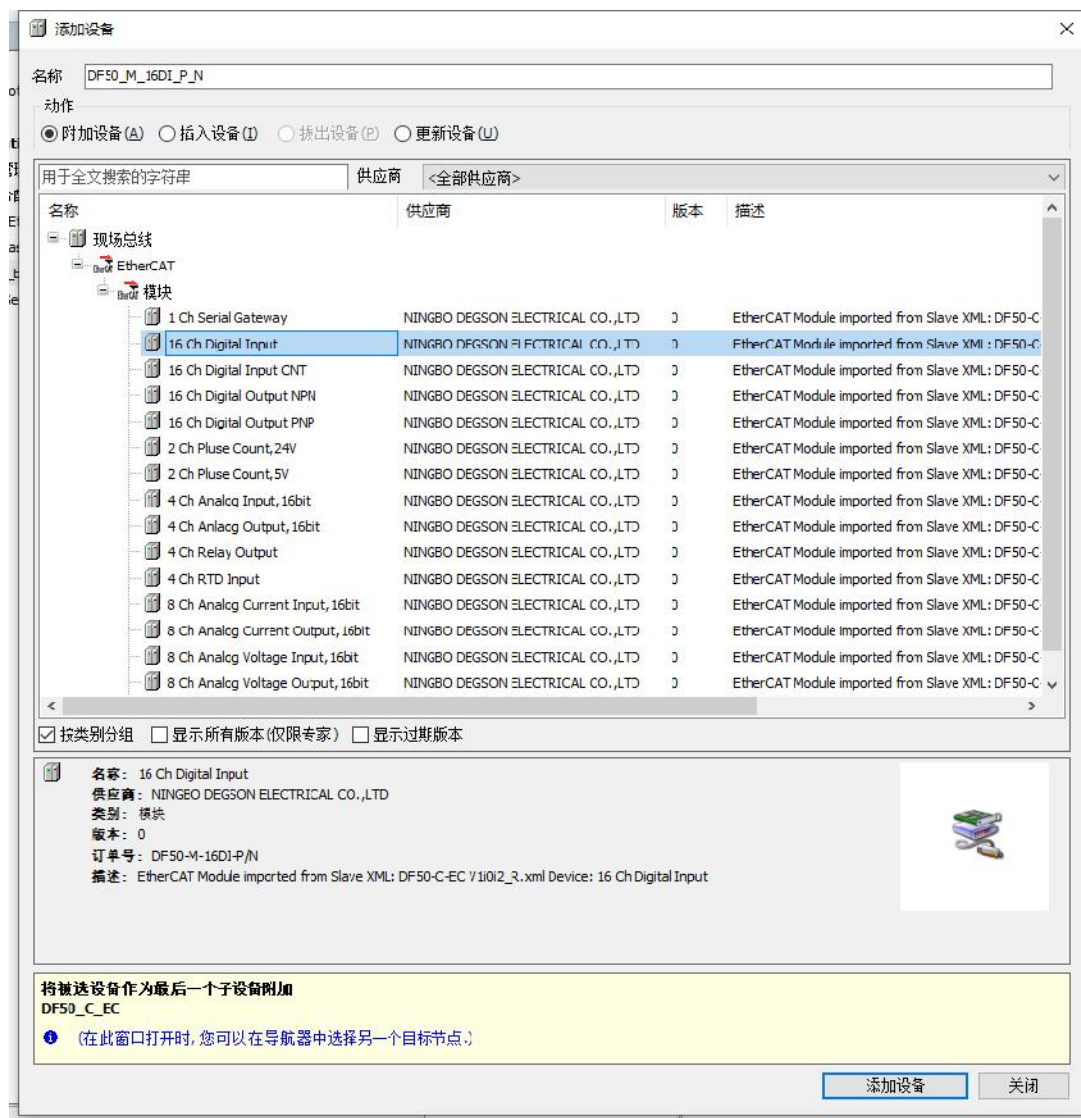 添加设备
名称 DF50_M_16DI_P_N
动作
附加设备(A) 插入设备(I) 拔出设备(P) 更新设备(U)
用于全文搜索的字符串 供应商 <全部供应商>
名称 供应商 版本 描述
现场总线
EtherCAT
模块
1 Ch Serial Gateway NINGBO DEGSON ELECTRICAL CO.,LTD 0 EtherCAT Module imported from Slave XML: DF50-C-
16 Ch Digital Input NINGBO DEGSON ELECTRICAL CO.,LTD 0 EtherCAT Module imported from Slave XML: DF50-C-
16 Ch Digital Input CNT NINGBO DEGSON ELECTRICAL CO.,LTD 0 EtherCAT Module imported from Slave XML: DF50-C-
16 Ch Digital Output NPN NINGBO DEGSON ELECTRICAL CO.,LTD 0 EtherCAT Module imported from Slave XML: DF50-C-
16 Ch Digital Output PNP NINGBO DEGSON ELECTRICAL CO.,LTD 0 EtherCAT Module imported from Slave XML: DF50-C-
2 Ch Pluse Count,24V NINGBO DEGSON ELECTRICAL CO.,LTD 0 EtherCAT Module imported from Slave XML: DF50-C-
2 Ch Pluse Count,5V NINGBO DEGSON ELECTRICAL CO.,LTD 0 EtherCAT Module imported from Slave XML: DF50-C-
4 Ch Analog Input,16bit NINGBO DEGSON ELECTRICAL CO.,LTD 0 EtherCAT Module imported from Slave XML: DF50-C-
4 Ch Anlaog Output,16bit NINGBO DEGSON ELECTRICAL CO.,LTD 0 EtherCAT Module imported from Slave XML: DF50-C-
4 Ch Relay Output NINGBO DEGSON ELECTRICAL CO.,LTD 0 EtherCAT Module imported from Slave XML: DF50-C-
4 Ch RTD Input NINGBO DEGSON ELECTRICAL CO.,LTD 0 EtherCAT Module imported from Slave XML: DF50-C-
8 Ch Analog Current Input,16bit NINGBO DEGSON ELECTRICAL CO.,LTD 0 EtherCAT Module imported from Slave XML: DF50-C-
8 Ch Analog Current Output,16bit NINGBO DEGSON ELECTRICAL CO.,LTD 0 EtherCAT Module imported from Slave XML: DF50-C-
8 Ch Analog Voltage Input,16bit NINGBO DEGSON ELECTRICAL CO.,LTD 0 EtherCAT Module imported from Slave XML: DF50-C-
8 Ch Analog Voltage Output,16bit NINGBO DEGSON ELECTRICAL CO.,LTD 0 EtherCAT Module imported from Slave XML: DF50-C-
按类别分组 显示所有版本(仅限专家) 显示过期版本
名称: 16 Ch Digital Input
供应商: NINGBO DEGSON ELECTRICAL CO.,LTD
类别: 模块
版本: 0
订单号: DF50-M-16DI-P/N
描述: EtherCAT Module imported from Slave XML: DF50-C-EC V10i2_R.xml Device: 16 Ch Digital Input
将被选设备作为最后一个子设备附加
DF50_C_EC
(在此窗口打开时,您可以在导航器中选择另一个目标节点.)
添加设备 关闭